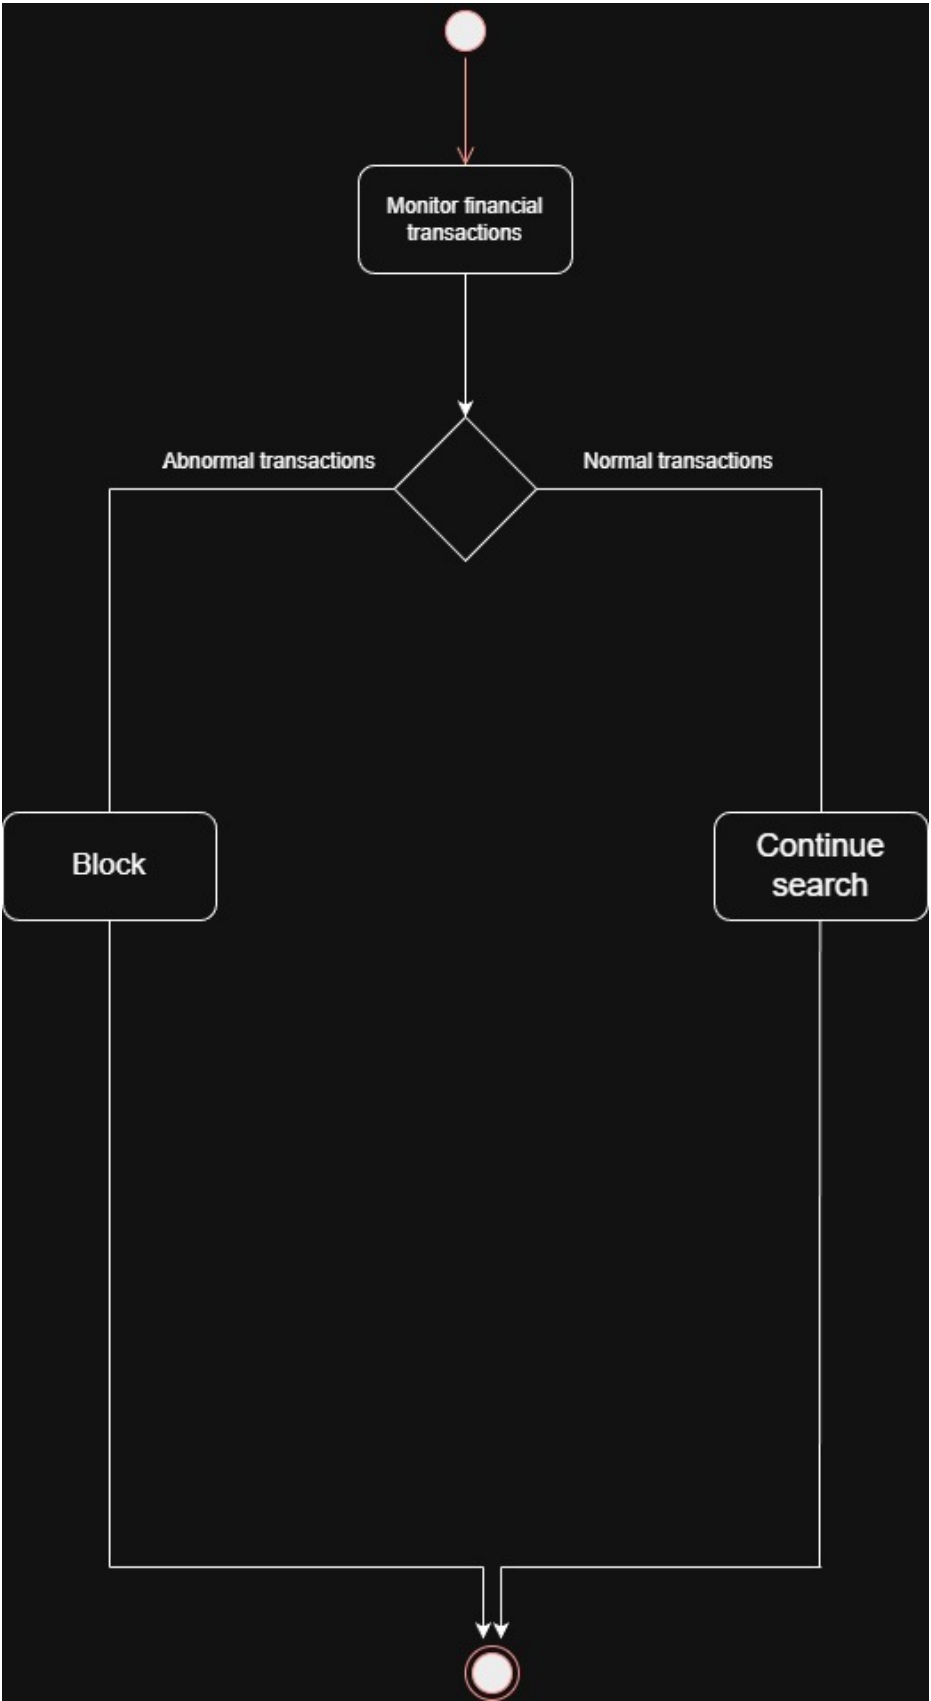 Monitor financial
transactions
Abnormal transactions
Normal transactions
Block
Continue
search